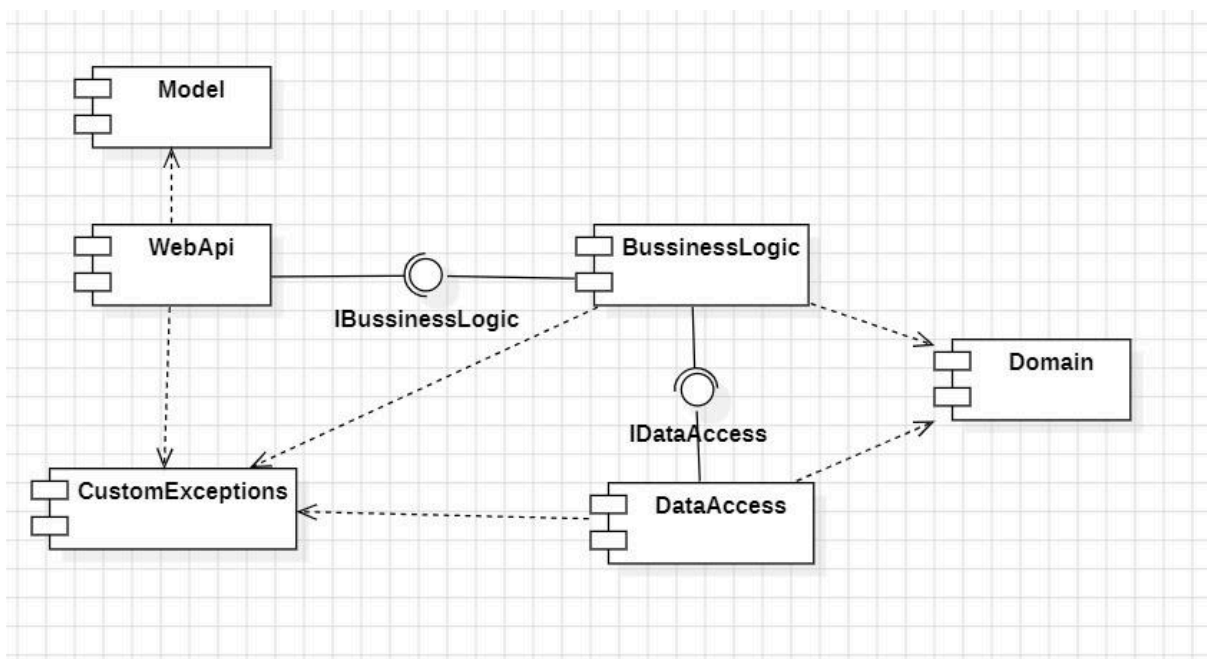 Model
WebApi
BussinessLogic
IBussinessLogic
Domain
IDataAccess
CustomExceptions
DataAccess